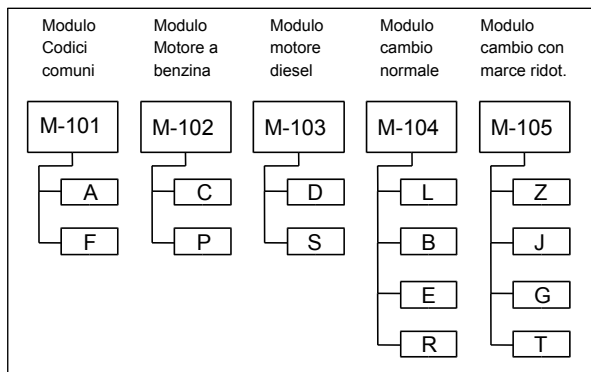 Modulo
Codici
comuni
Modulo
Motore a
benzina
Modulo
motore
diesel
Modulo
cambio
normale
Modulo
cambio con
marce ridot.
M-101
M-102
M-103
M-104
M-105
A
C
D
L
Z
F
P
S
B
J
E
G
R
T